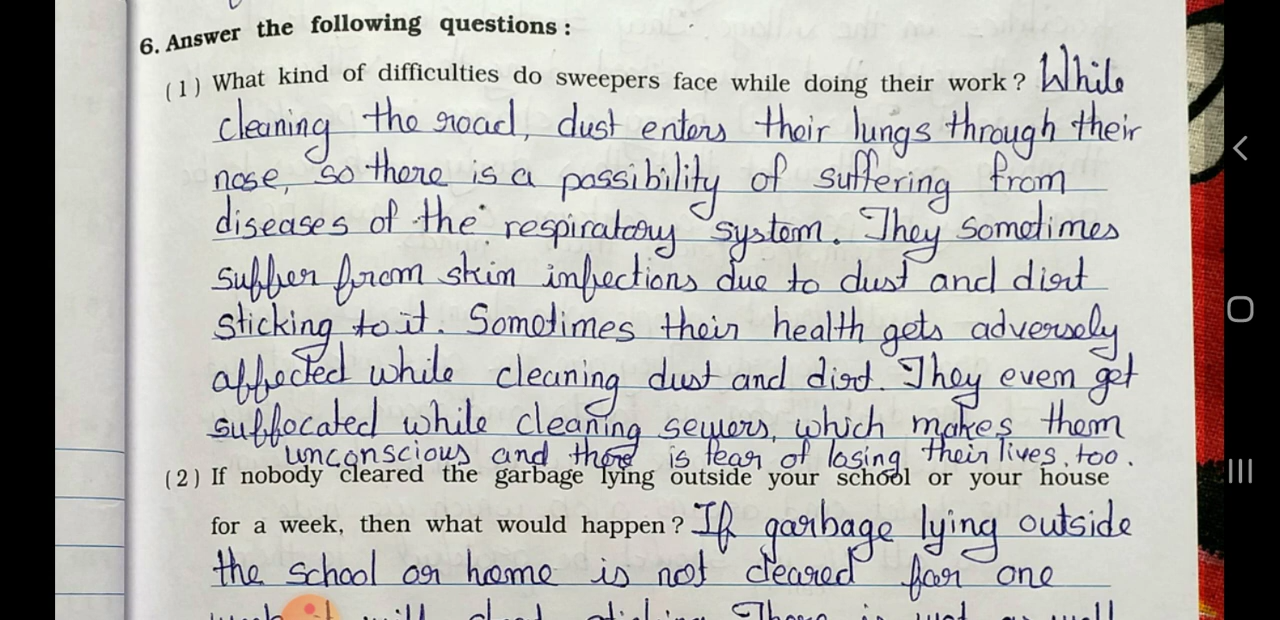 6. Answer the following questions :
(1) What kind of difficulties do sweepers face while doing their work ? While
cleaning the road, dust enters their lungs through their
nose, so there is a possibility of suffering from
diseases of the respiratory system. They sometimes
suffer from skin infections due to dust and dirt
sticking to it. Sometimes their health gets adversely
affected while cleaning dust and dirt. They even get
suffocated while cleaning sewers, which makes them
unconscious and there is fear of losing their lives, too.
(2) If nobody cleared the garbage lying outside your school or your house
for a week, then what would happen ? If garbage lying outside
the school or home is not cleared for one